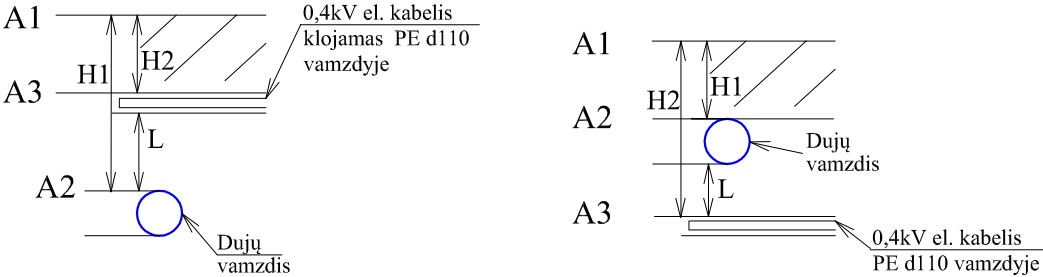 A1
0,4kV el. kabelis
klojamas PE d110
vamzdyje
H1
H2
A3
L
A2
Dujų
vamzdis
A1
H1
H2
A2
Dujų
vamzdis
L
A3
0,4kV el. kabelis
PE d110 vamzdyje